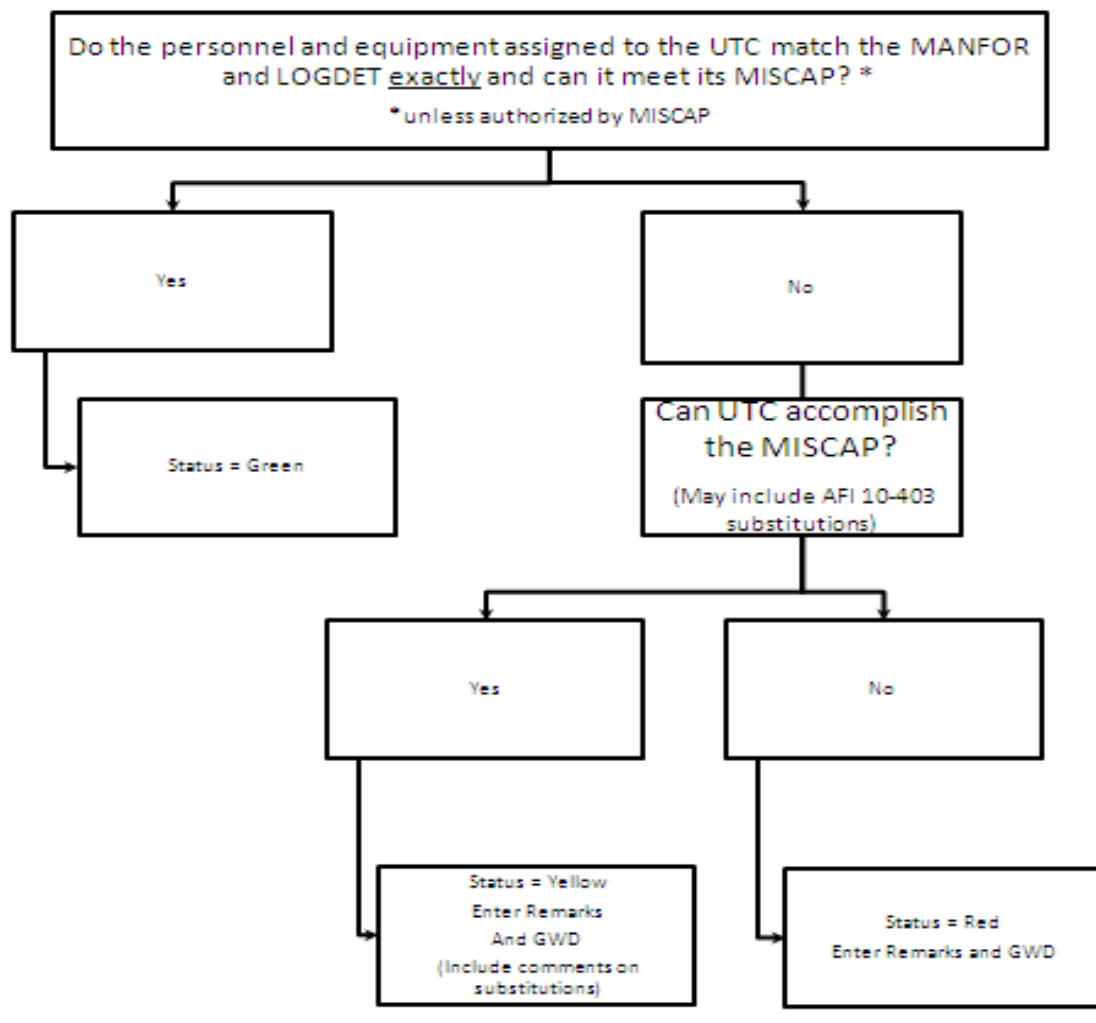 Do the personnel and equipment assigned to the UTC match the MANFOR
and LOGDET exactly and can it meet its MISCAP? *
*unless authorized by MISCAP
Yes
No
Status = Green
Can UTC accomplish
the MISCAP?
(May include AFI 10-403
substitutions)
Yes
No
Status = Yellow
Enter Remarks
And GWD
(Include comments on
substitutions)
Status = Red
Enter Remarks and GWD